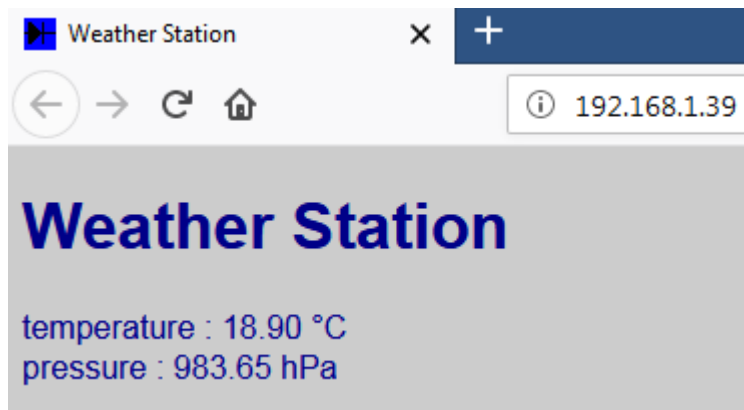 Weather Station
192.168.1.39
Weather Station
temperature : 18.90 °C
pressure : 983.65 hPa